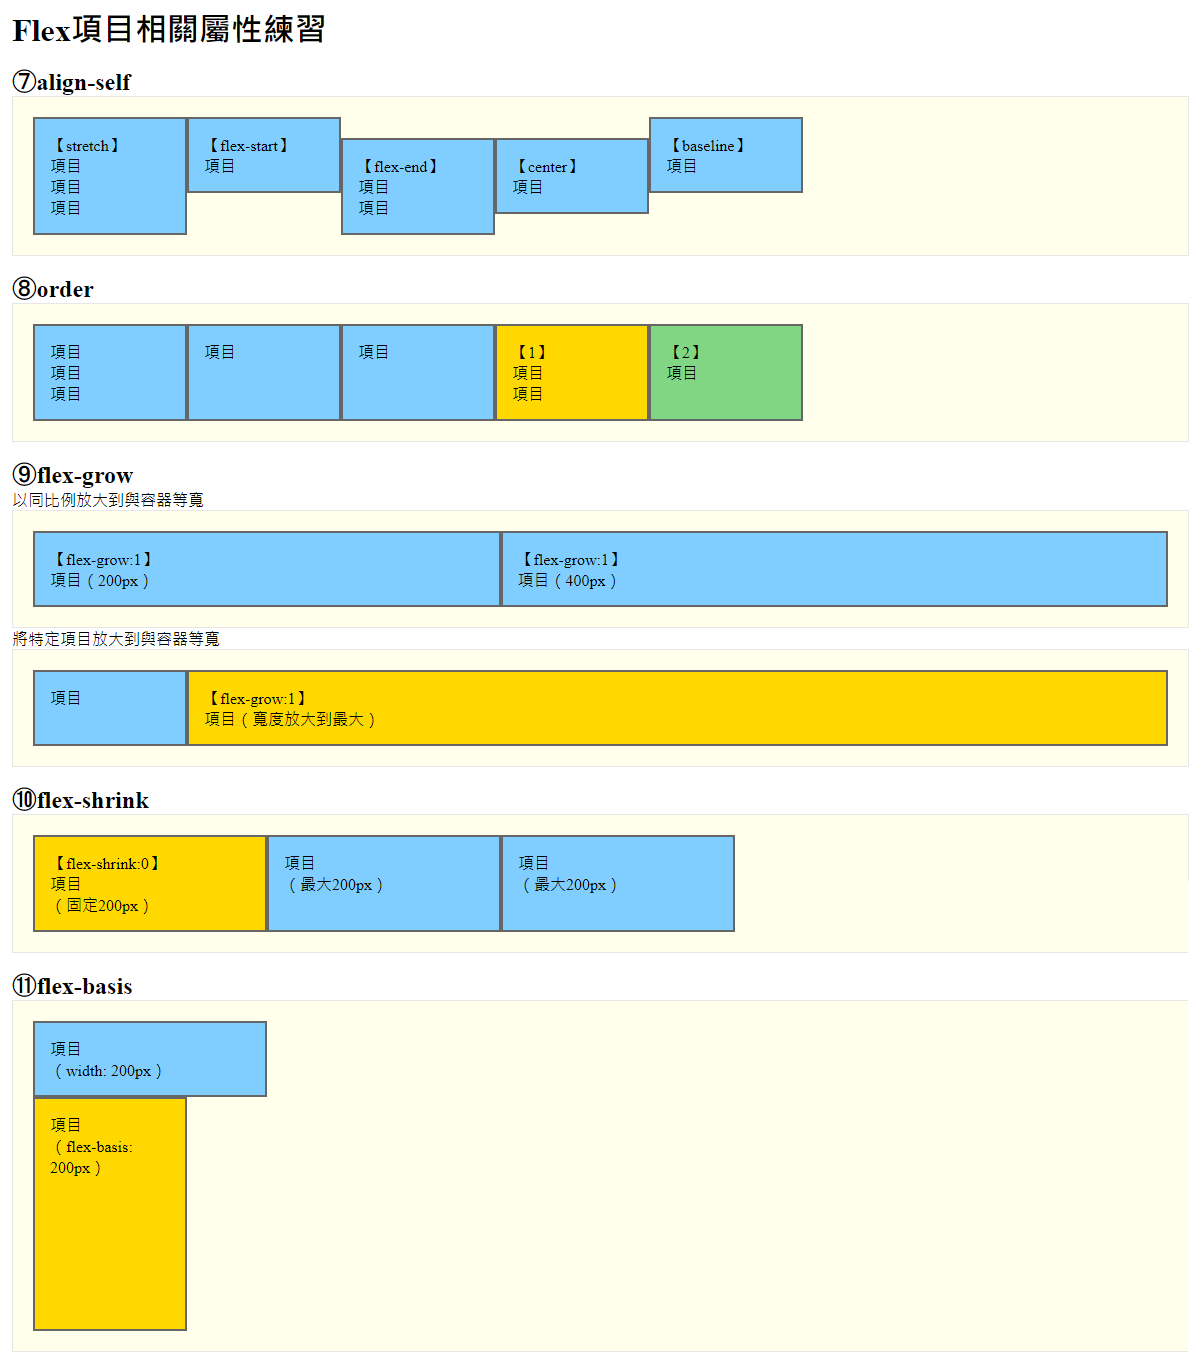 Flex項目相關屬性練習
⑦align-self
【stretch】
項目
項目
項目
【flex-start】
項目
【flex-end】
項目
項目
【center】
項目
【baseline】
項目
⑧order
項目
項目
項目
項目
項目
【1】
項目
項目
【2】
項目
⑨flex-grow
以同比例放大到與容器等寬
【flex-grow:1】
項目（200px）
【flex-grow:1】
項目（400px）
將特定項目放大到與容器等寬
項目
【flex-grow:1】
項目（寬度放大到最大）
⑩flex-shrink
【flex-shrink:0】
項目
（固定200px）
項目
（最大200px）
項目
（最大200px）
⑪flex-basis
項目
（width: 200px）
項目
（flex-basis:
200px）